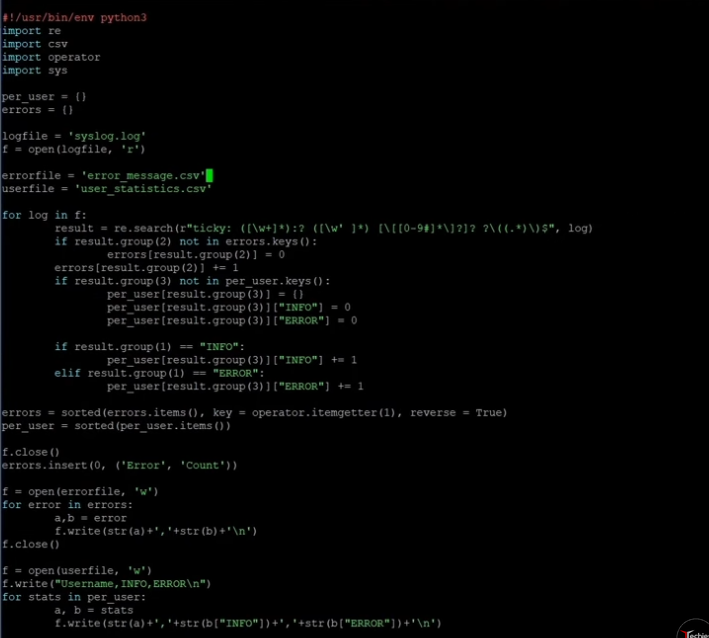 #!/usr/bin/env python3
import re
import csv
import operator
import sys
per_user = {}
errors = {}
logfile = 'syslog.log'
f = open(logfile, 'r')
errorfile = 'error_message.csv'
userfile = 'user_statistics.csv'
for log in f:
result = re.search(r"ticky: ([\w+]*):? ([\w' ]*) [\[[0-9#]*\]?]? ?\((.*)\)$", log)
if result.group(2) not in errors.keys():
errors[result.group(2)] = 0
errors[result.group(2)] += 1
if result.group(3) not in per_user.keys():
per_user[result.group(3)] = {}
per_user[result.group(3)]["INFO"] = 0
per_user[result.group(3)]["ERROR"] = 0
if result.group(1) == "INFO":
per_user[result.group(3)]["INFO"] += 1
elif result.group(1) == "ERROR":
per_user[result.group(3)]["ERROR"] += 1
errors = sorted(errors.items(), key = operator.itemgetter(1), reverse = True)
per_user = sorted(per_user.items())
f.close()
errors.insert(0, ('Error', 'Count'))
f = open(errorfile, 'w')
for error in errors:
a,b = error
f.write(str(a)+','+str(b)+'\n')
f.close()
f = open(userfile, 'w')
f.write("Username,INFO,ERROR\n")
for stats in per_user:
a, b = stats
f.write(str(a)+','+str(b["INFO"])+','+str(b["ERROR"])+'\n')